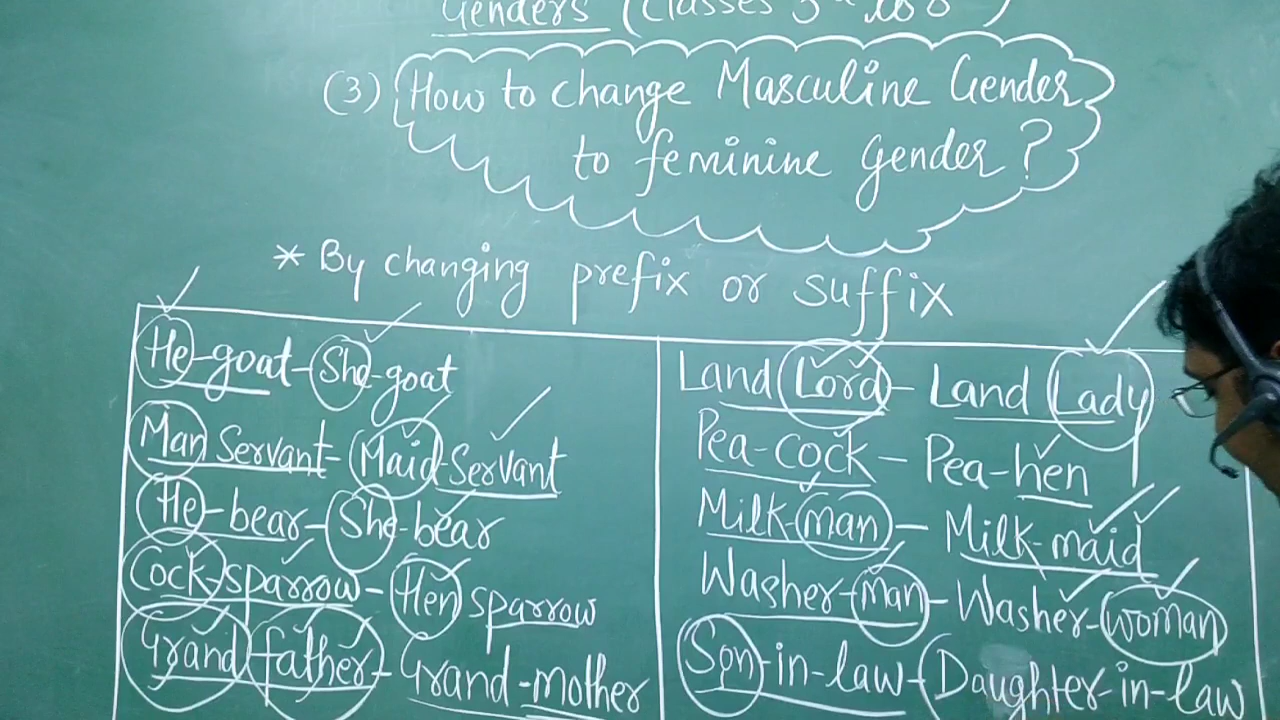 Genders (Classes 5 to 8)
(3) How to change Masculine Gender
to feminine Gender?
* By changing prefix or suffix
He-goat-She-goat
Man Servant-Maid-Servant
He-bear-She-bear
Cock-sparrow-Hen sparrow
Grand father-Grand-mother
Land Lord-Land Lady
Pea-cock-Pea-hen
Milk-man-Milk-maid
Washer-man-Washer-woman
Son-in-law-Daughter-in-law